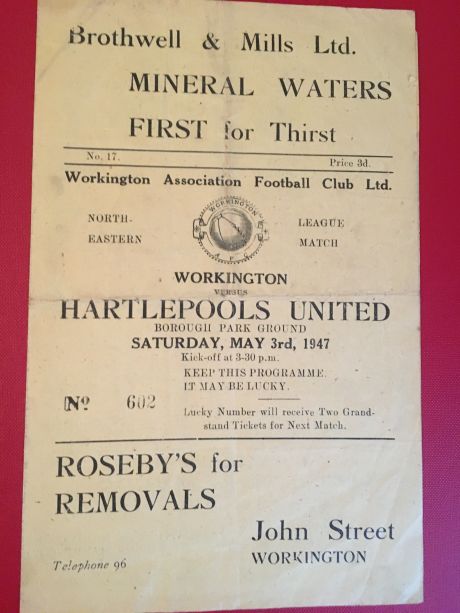 Brothwell & Mills Ltd.
MINERAL WATERS
FIRST for Thirst
No. 17. Price 3d.
Workington Association Football Club Ltd.
NORTH-
EASTERN
WORKINGTON
A.F.C.
LEAGUE
MATCH
WORKINGTON
VERSUS
HARTLEPOOLS UNITED
BOROUGH PARK GROUND
SATURDAY, MAY 3rd, 1947
Kick-off at 3-30 p.m.
KEEP THIS PROGRAMME.
IT MAY BE LUCKY.
No 602
Lucky Number will receive Two Grand-
stand Tickets for Next Match.
ROSEBY'S for
REMOVALS
John Street
WORKINGTON
Telephone 96